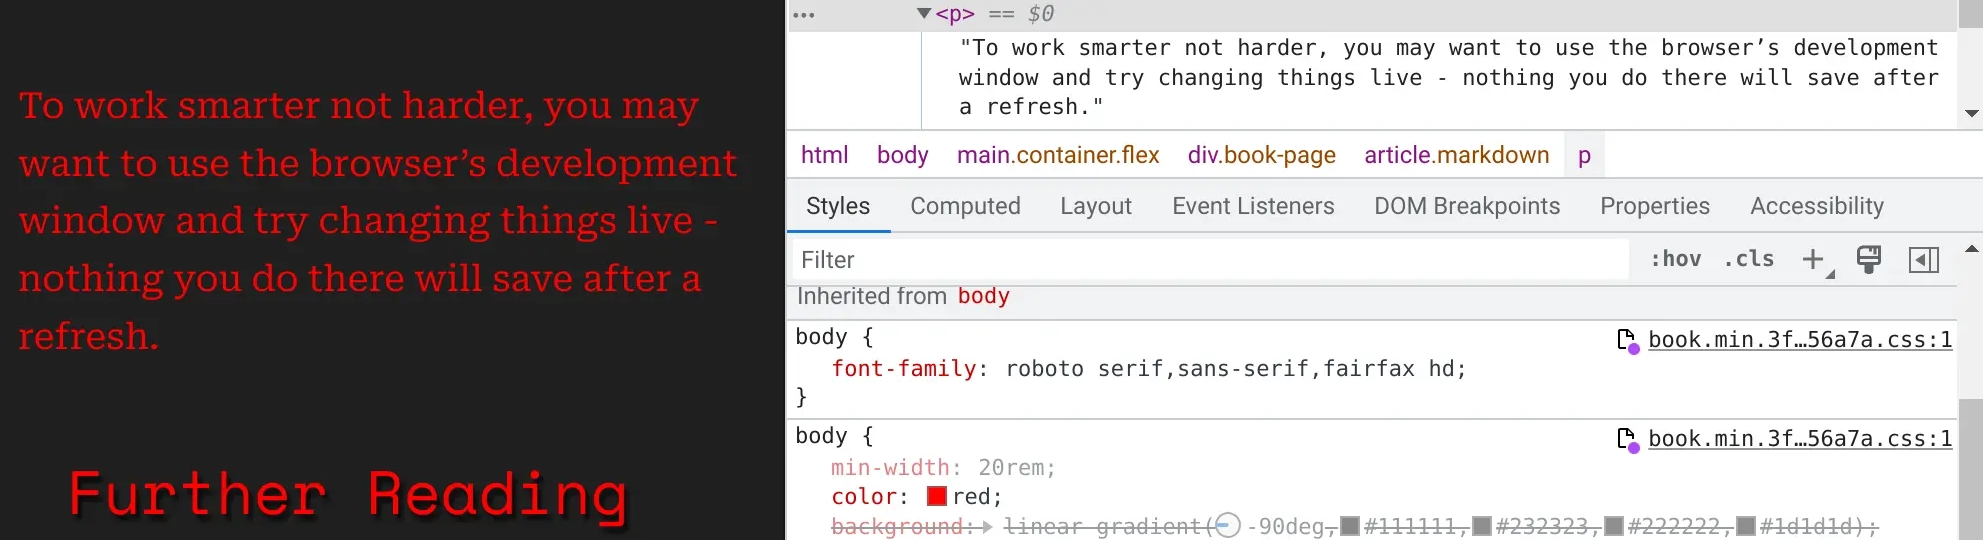 To work smarter not harder, you may
want to use the browser’s development
window and try changing things live -
nothing you do there will save after a
refresh.
Further Reading
… <p> == $0
"To work smarter not harder, you may want to use the browser’s development
window and try changing things live - nothing you do there will save after
a refresh."
html body main.container.flex div.book-page article.markdown p
Styles Computed Layout Event Listeners DOM Breakpoints Properties Accessibility
Filter :hov .cls +
Inherited from body
body { book.min.3f…56a7a.css:1
font-family: roboto serif,sans-serif,fairfax hd;
}
body { book.min.3f…56a7a.css:1
min-width: 20rem;
color: red;
background: linear-gradient( -90deg,#111111,#232323,#222222,#1d1d1d);